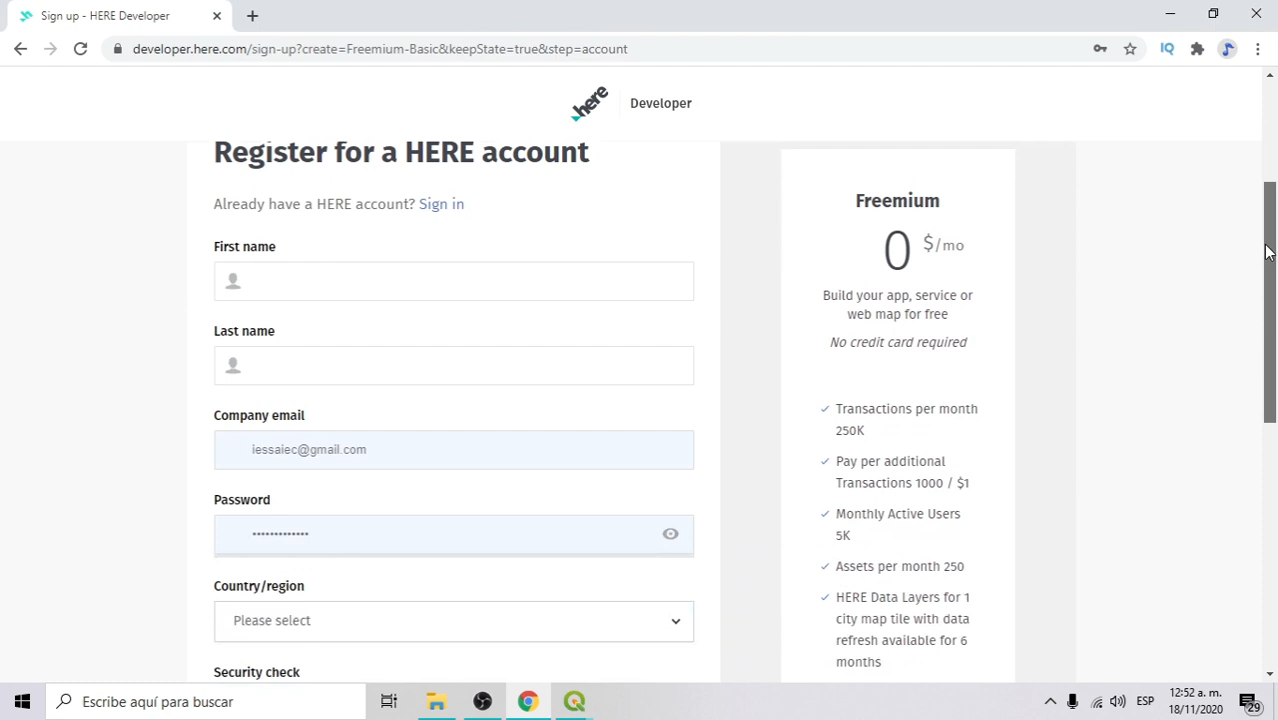 Sign up - HERE Developer
developer.here.com/sign-up?create=Freemium-Basic&keepState=true&step=account
IQ
here
Developer
Register for a HERE account
Already have a HERE account? Sign in
First name
Last name
Company email
iessaiec@gmail.com
Password
Country/region
Please select
Security check
Freemium
0 $/mo
Build your app, service or
web map for free
No credit card required
Transactions per month
250K
Pay per additional
Transactions 1000 / $1
Monthly Active Users
5K
Assets per month 250
HERE Data Layers for 1
city map tile with data
refresh available for 6
months
Escribe aquí para buscar
ESP
12:52 a. m.
18/11/2020
29